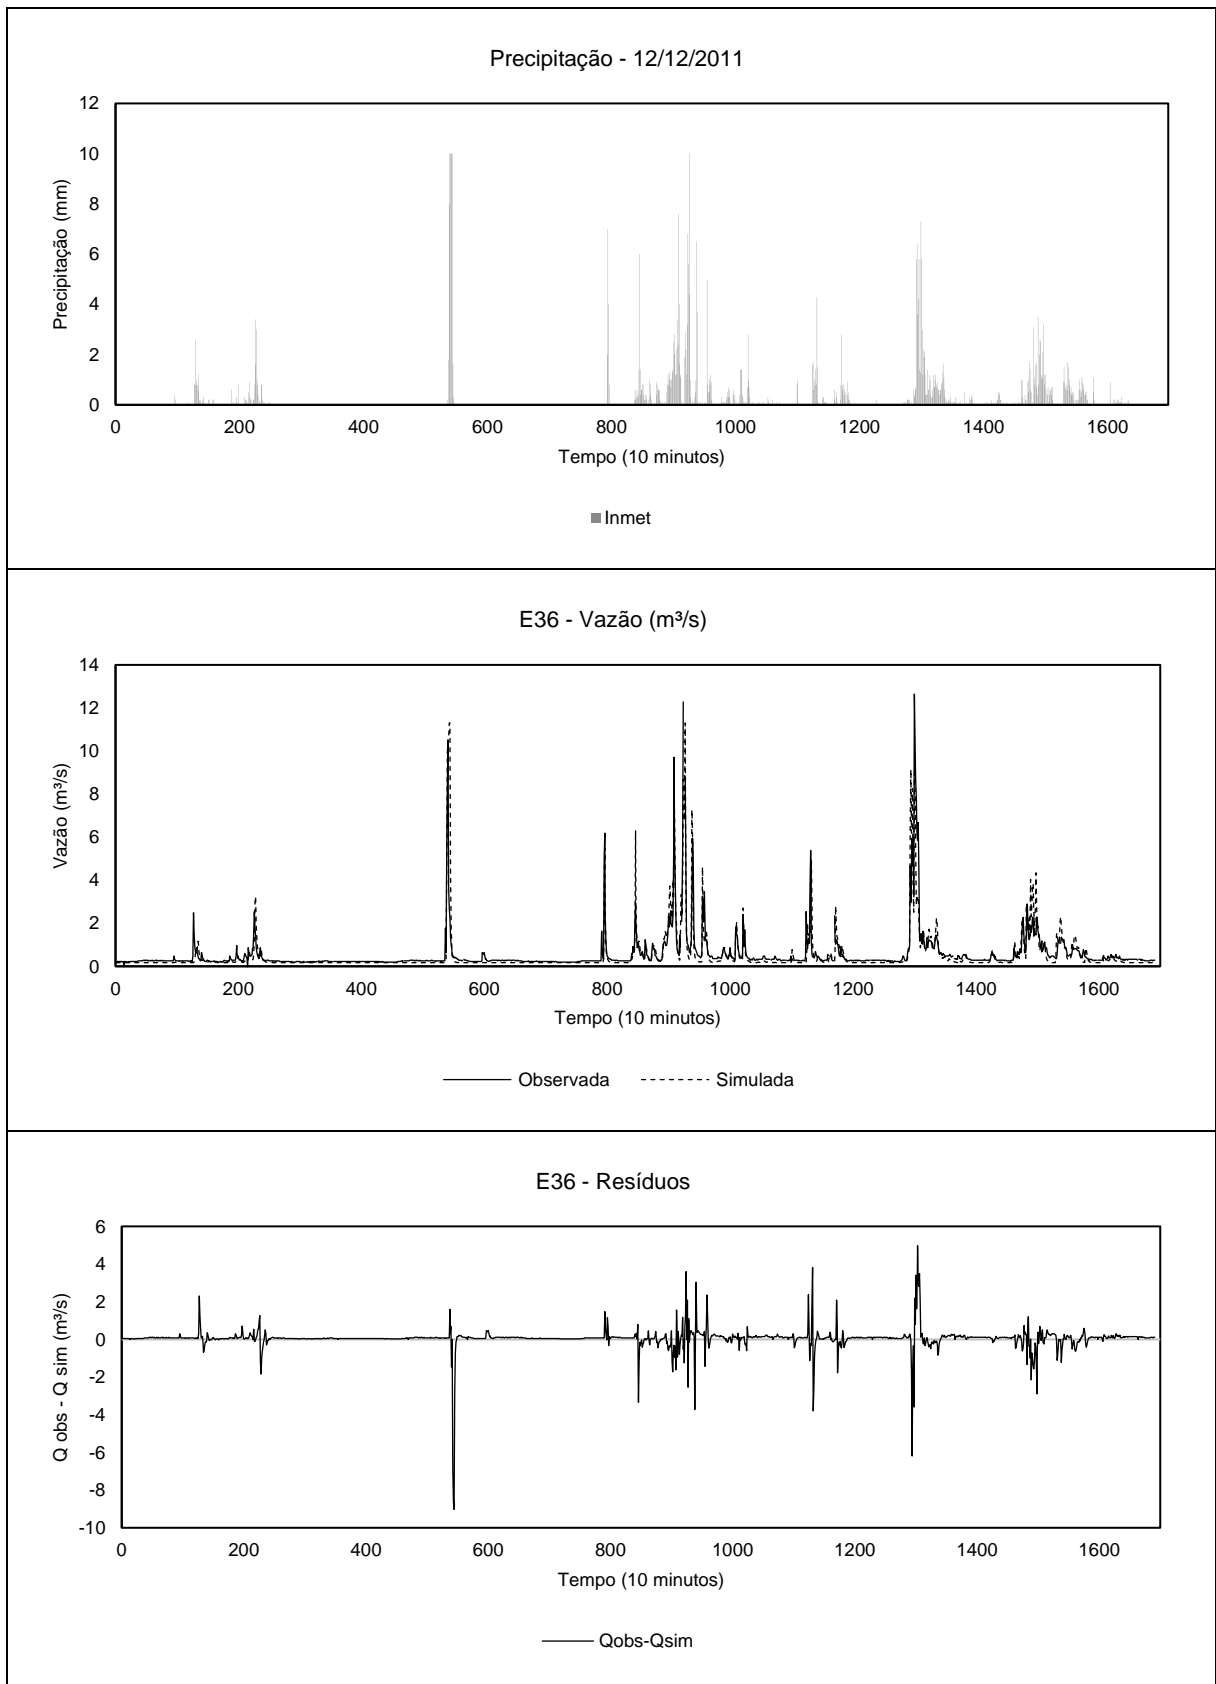 Precipitação - 12/12/2011
12
10
8
6
4
2
0
Precipitação (mm)
0 200 400 600 800 1000 1200 1400 1600
Tempo (10 minutos)
Inmet
E36 - Vazão (m³/s)
14
12
10
8
6
4
2
0
Vazão (m³/s)
0 200 400 600 800 1000 1200 1400 1600
Tempo (10 minutos)
Observada Simulada
E36 - Resíduos
6
4
2
0
-2
-4
-6
-8
-10
Q obs - Q sim (m³/s)
0 200 400 600 800 1000 1200 1400 1600
Tempo (10 minutos)
Qobs-Qsim